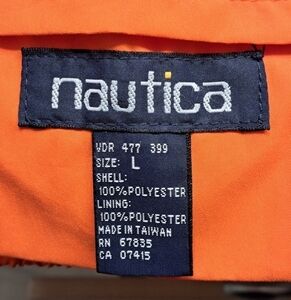 nautica
VDR 477 399
SIZE: L
SHELL:
100%POLYESTER
LINING:
100%POLYESTER
MADE IN TAIWAN
RN 67835
CA 07415